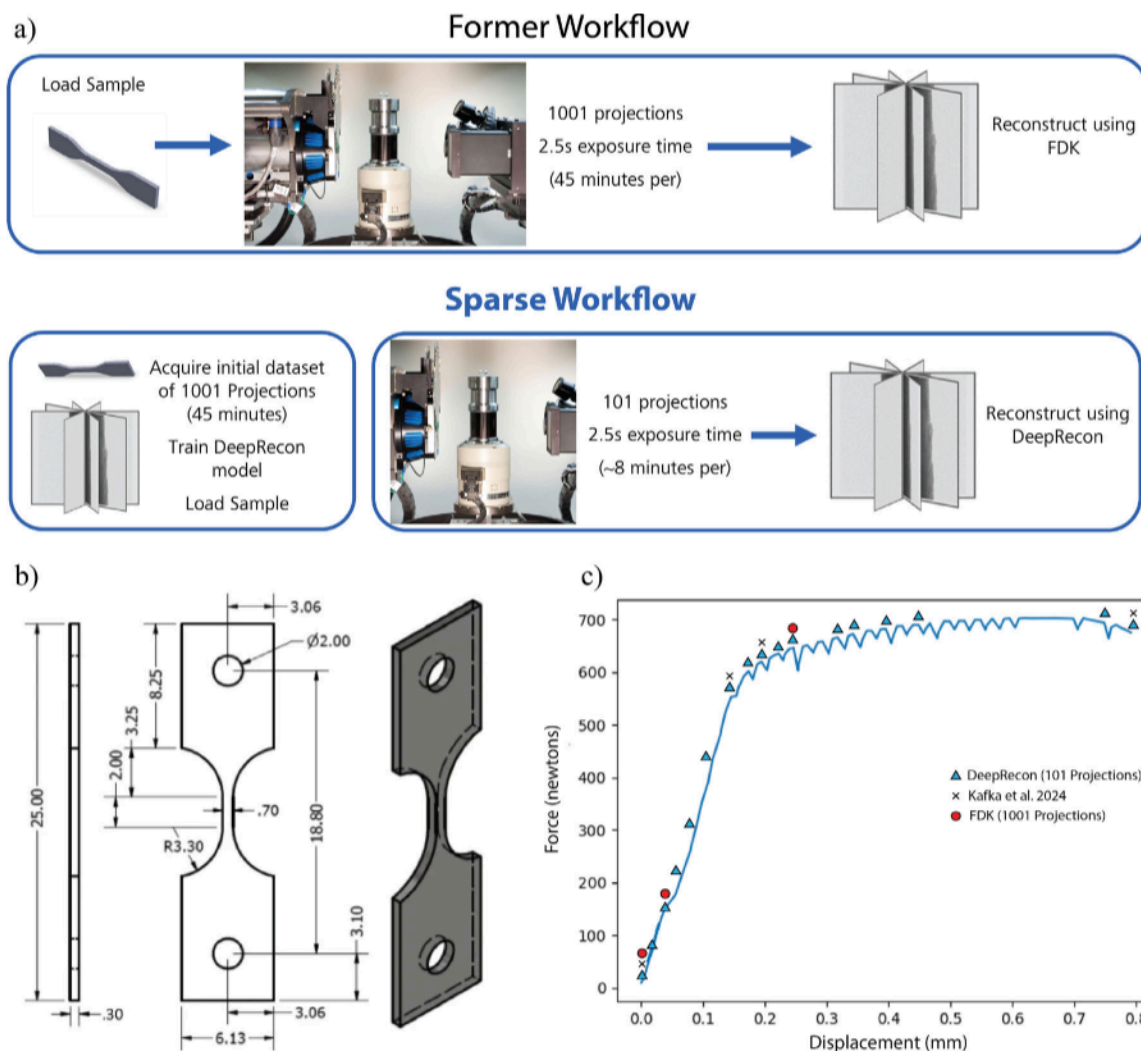 a)
Former Workflow
Load Sample
1001 projections
2.5s exposure time
(45 minutes per)
Reconstruct using
FDK
Sparse Workflow
Acquire initial dataset
of 1001 Projections
(45 minutes)
Train DeepRecon
model
Load Sample
101 projections
2.5s exposure time
(~8 minutes per)
Reconstruct using
DeepRecon
b)
3.06
Ø2.00
8.25
3.25
2.00
25.00
.70
18.80
R3.30
3.10
.30
3.06
6.13
c)
700
600
500
400
300
200
100
0
Force (newtons)
DeepRecon (101 Projections)
Kafka et al. 2024
FDK (1001 Projections)
0.0 0.1 0.2 0.3 0.4 0.5 0.6 0.7 0.8
Displacement (mm)